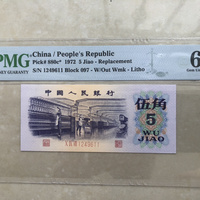 PMG
China / People's Republic
Pick# 880c* 1972 5 Jiao - Replacement
S/N 1249611 Block 097 - W/Out Wmk - Litho
6
中国人民银行
伍角
5
WU
JIAO
1249611